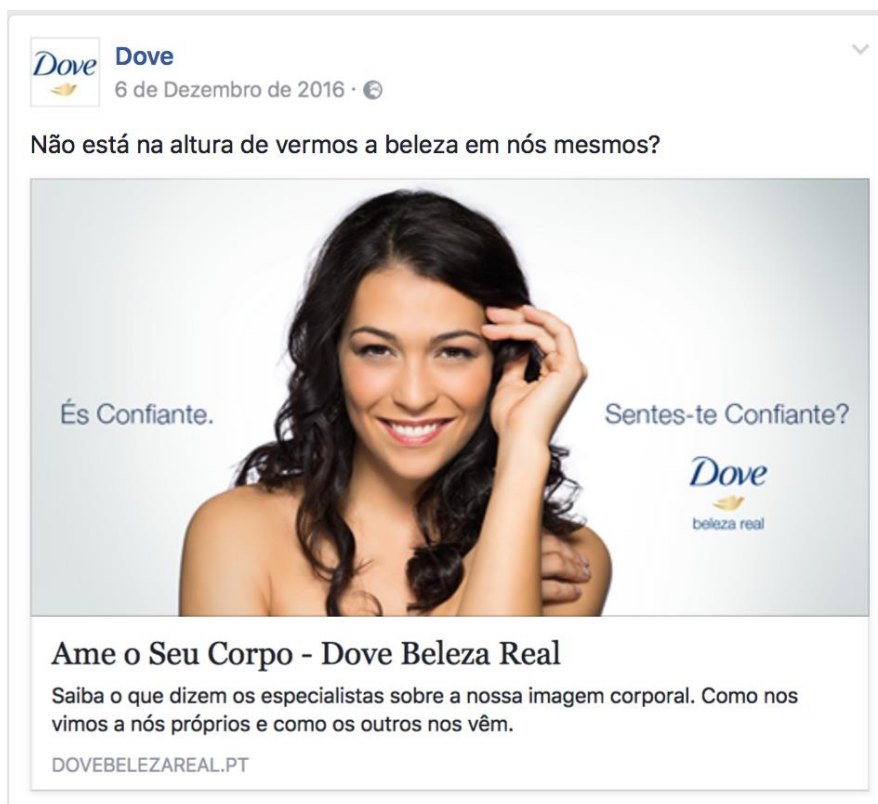 Dove
Dove
6 de Dezembro de 2016 ·
Não está na altura de vermos a beleza em nós mesmos?
És Confiante.
Sentes-te Confiante?
Dove
beleza real
Ame o Seu Corpo - Dove Beleza Real
Saiba o que dizem os especialistas sobre a nossa imagem corporal. Como nos
vimos a nós próprios e como os outros nos vêm.
DOVEBELEZAREAL.PT